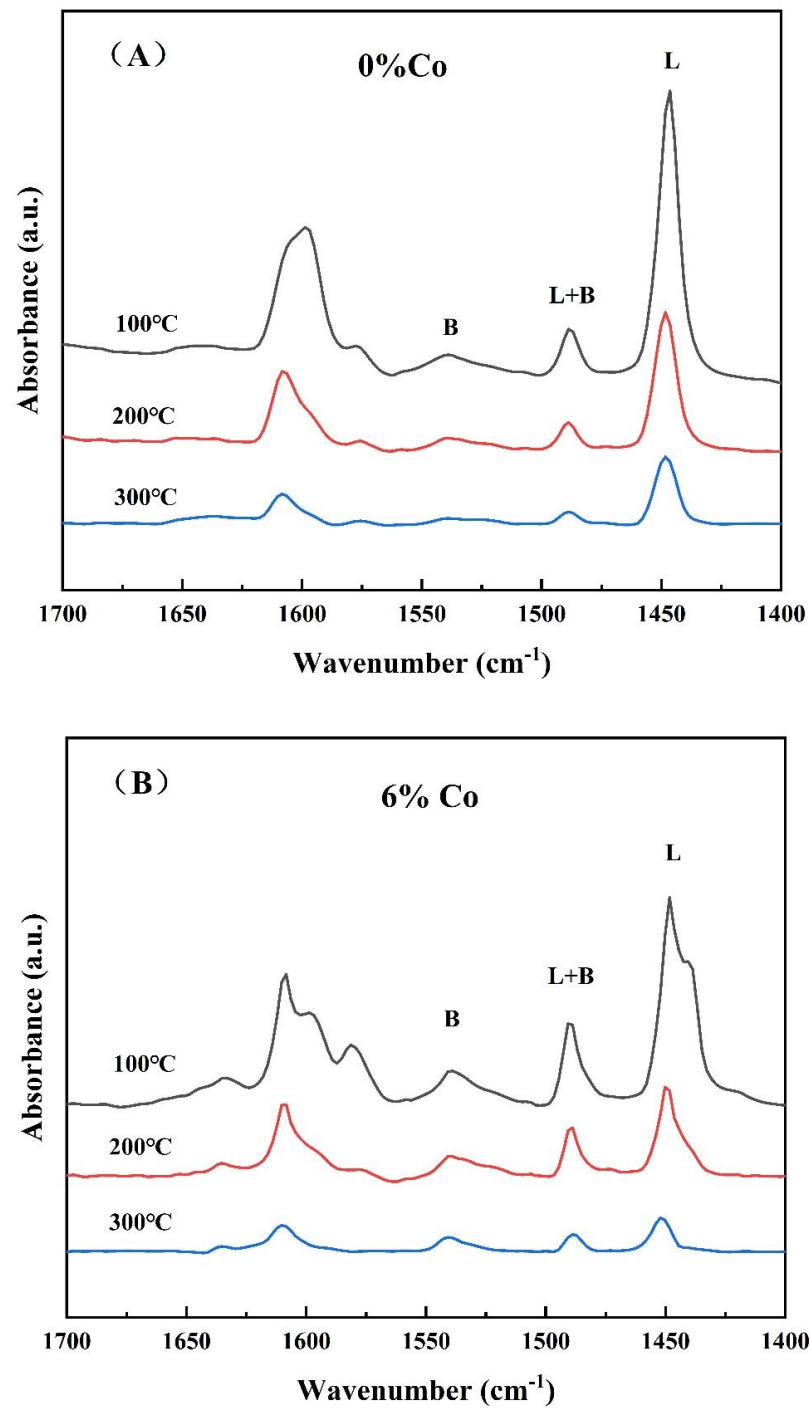 （A）
0%Co
L
L+B
B
100°C
200°C
300°C
Absorbance (a.u.)
1700 1650 1600 1550 1500 1450 1400
Wavenumber (cm⁻¹)
（B）
6% Co
L
L+B
B
100°C
200°C
300°C
Absorbance (a.u.)
1700 1650 1600 1550 1500 1450 1400
Wavenumber (cm⁻¹)